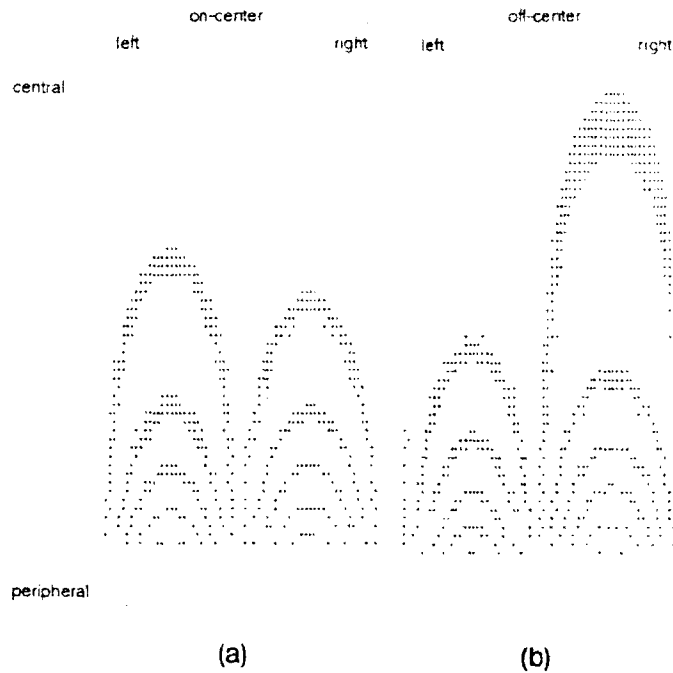 on-center off-center
left right left right
central
peripheral
(a) (b)